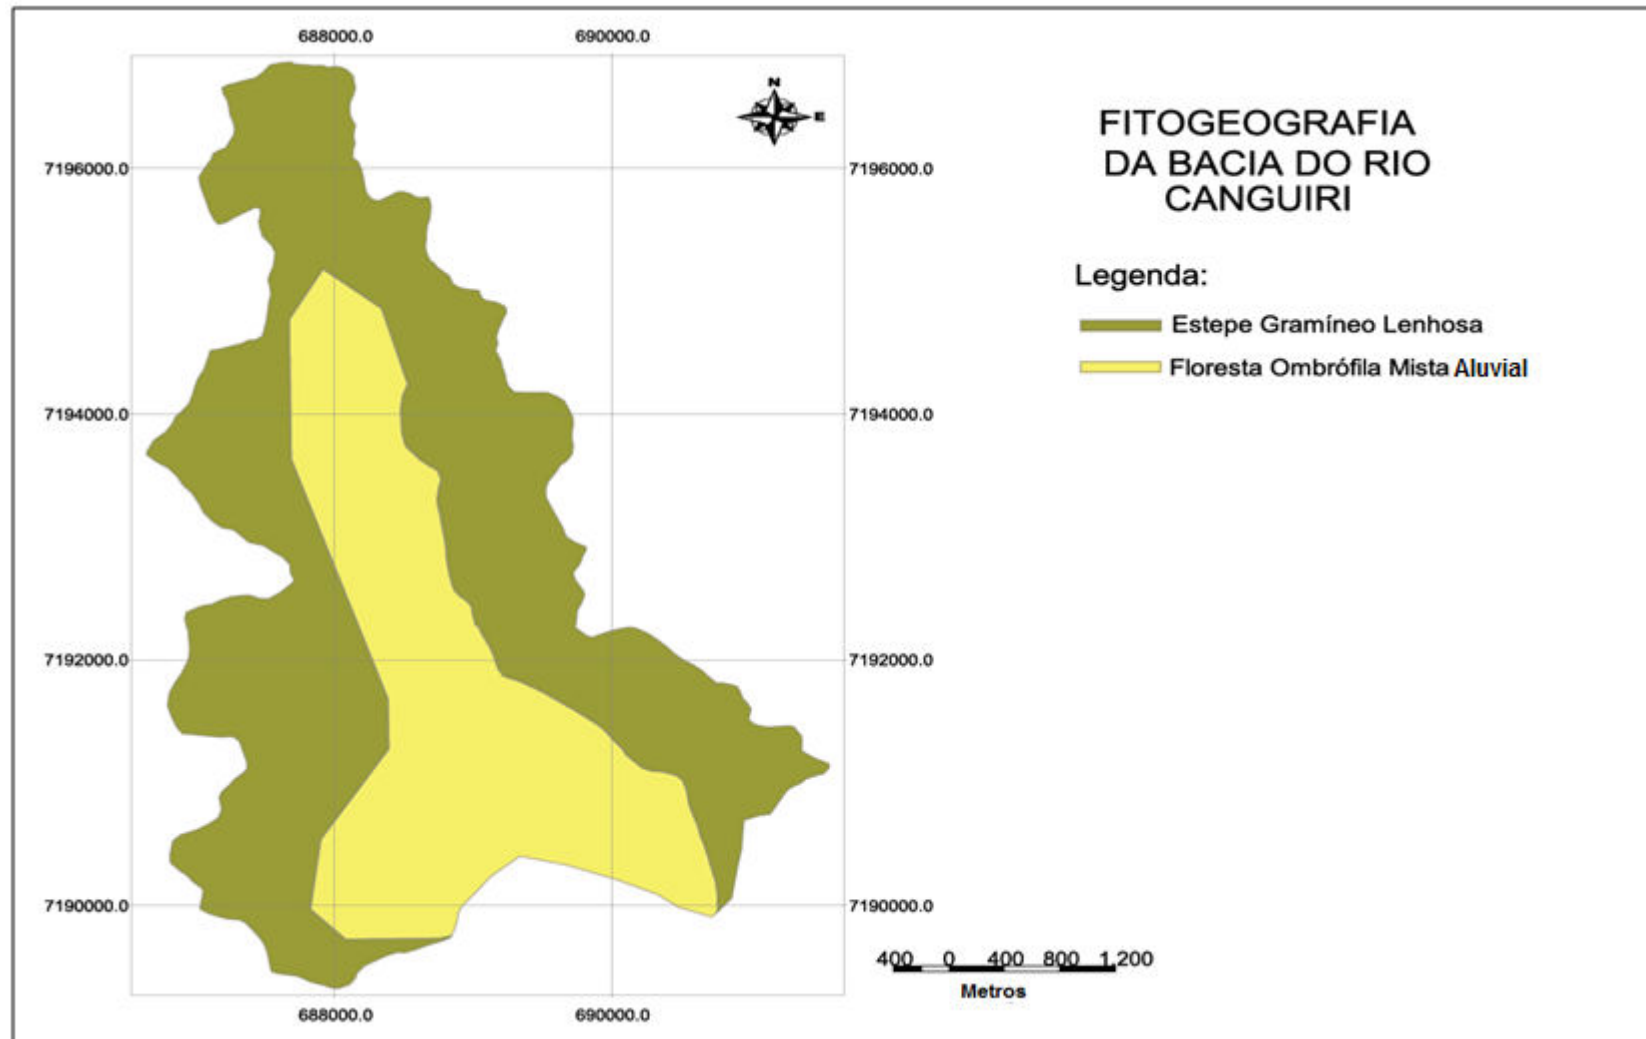 688000.0 690000.0
N
E
7196000.0 7196000.0
7194000.0 7194000.0
7192000.0 7192000.0
7190000.0 7190000.0
688000.0 690000.0
FITOGEOGRAFIA
DA BACIA DO RIO
CANGUIRI
Legenda:
Estepe Gramíneo Lenhosa
Floresta Ombrófila Mista Aluvial
400 0 400 800 1.200
Metros